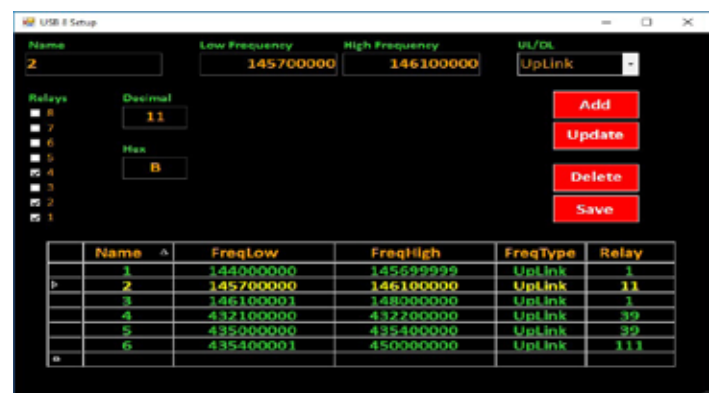 USB 8 Setup
Name Low Frequency High Frequency UL/DL
2 145700000 146100000 UpLink
Relays Decimal Add
8
7 11
6 Hex Update
5
4 B Delete
3
2 Save
1
Name FreqLow FreqHigh FreqType Relay
1 144000000 145699999 UpLink 1
2 145700000 146100000 UpLink 11
3 146100001 148000000 UpLink 1
4 432100000 432200000 UpLink 39
5 435000000 435400000 UpLink 39
6 435400001 450000000 UpLink 111